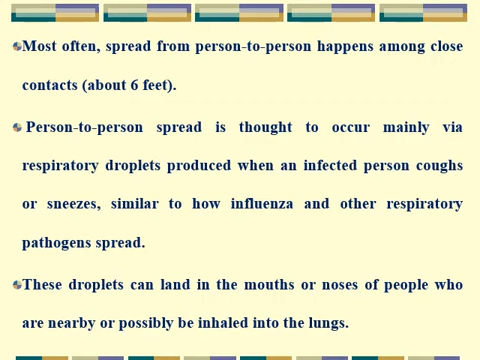 Most often, spread from person-to-person happens among close
contacts (about 6 feet).
Person-to-person spread is thought to occur mainly via
respiratory droplets produced when an infected person coughs
or sneezes, similar to how influenza and other respiratory
pathogens spread.
These droplets can land in the mouths or noses of people who
are nearby or possibly be inhaled into the lungs.